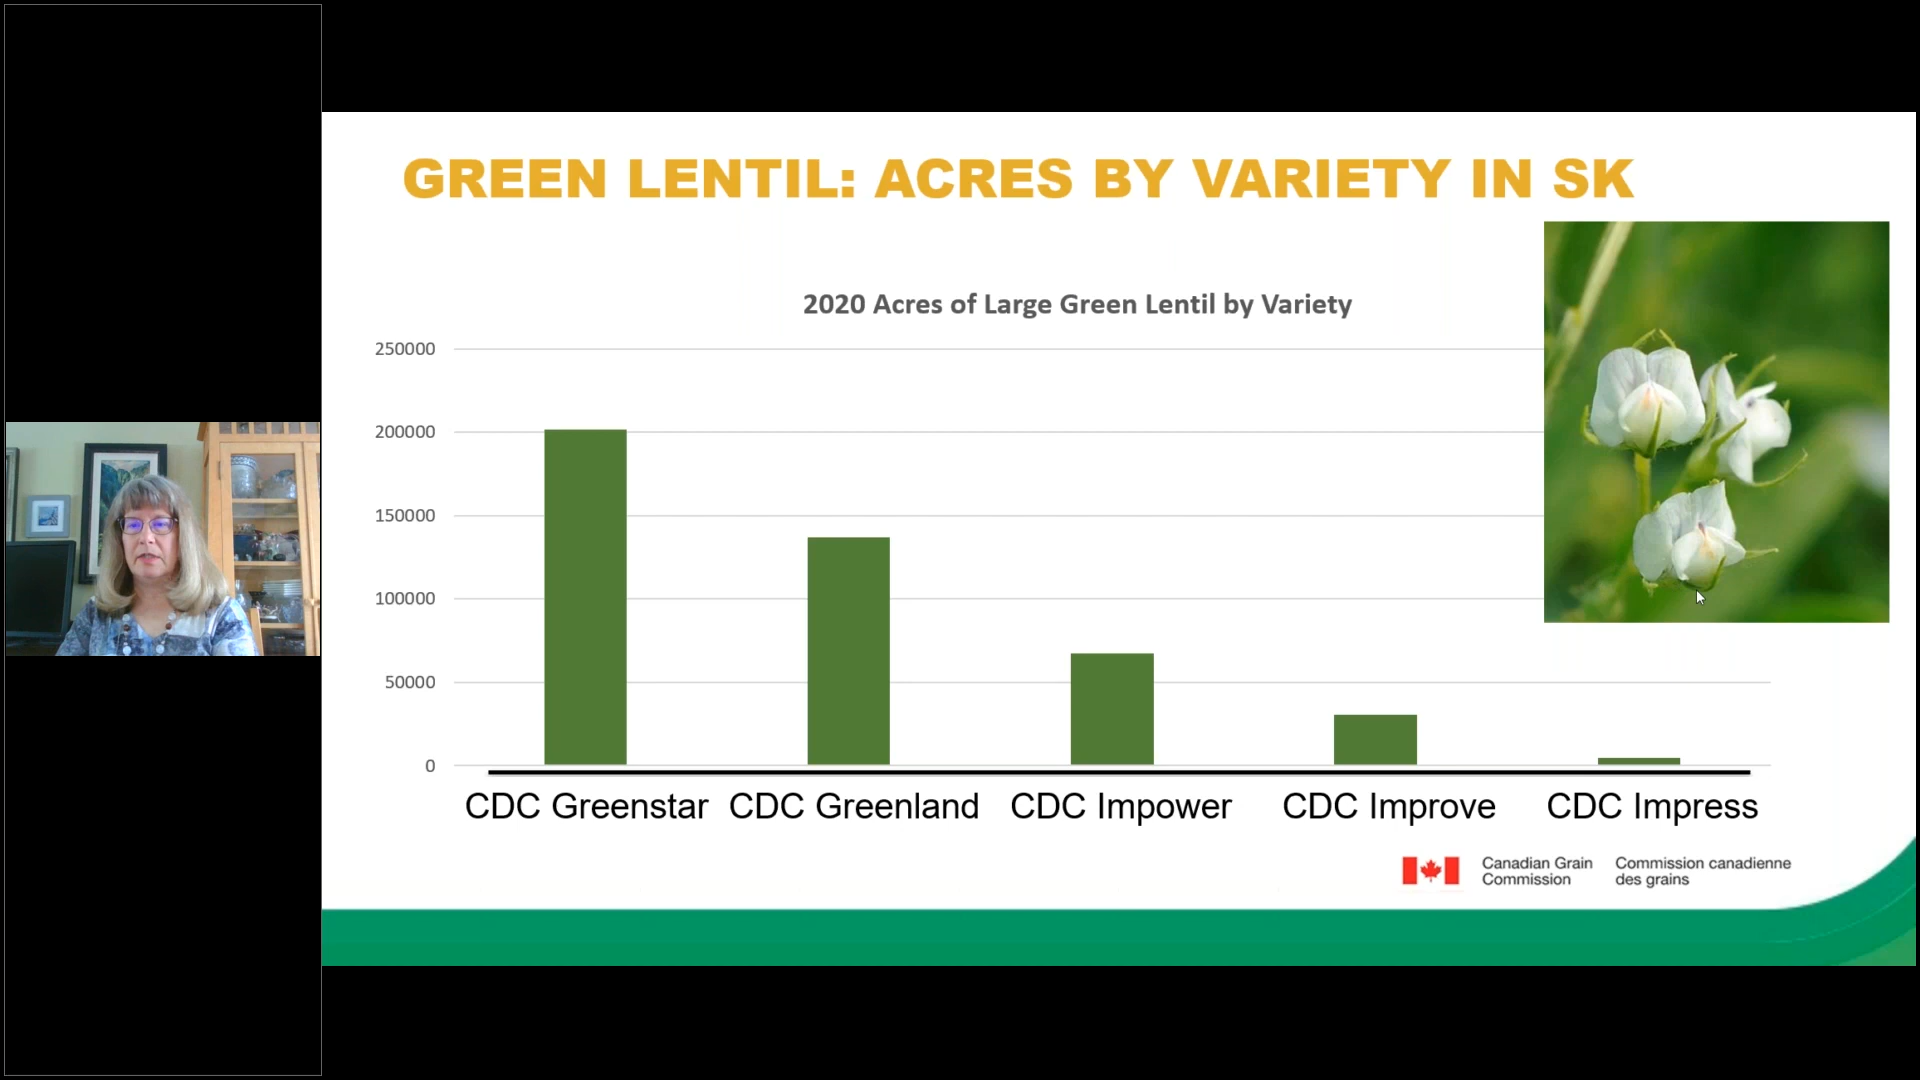 GREEN LENTIL: ACRES BY VARIETY IN SK
2020 Acres of Large Green Lentil by Variety
250000
200000
150000
100000
50000
0
CDC Greenstar CDC Greenland CDC Impower CDC Improve CDC Impress
Canadian Grain Commission canadienne
Commission des grains